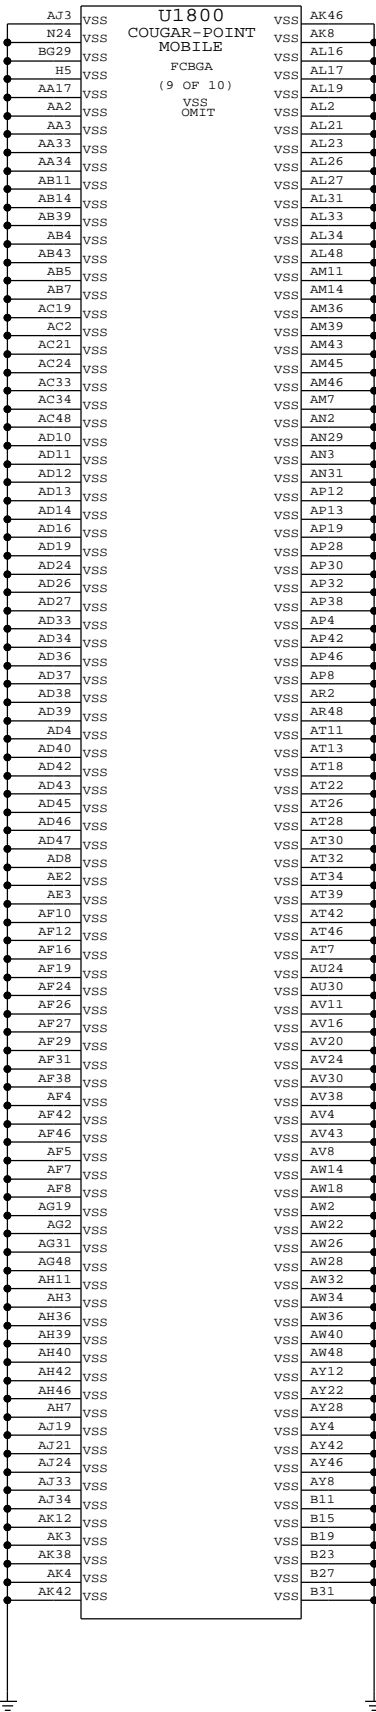 U1800
COUGAR-POINT
MOBILE
FCBGA
(9 OF 10)
VSS
OMIT
AJ3 VSS VSS AK46
N24 VSS VSS AK8
BG29 VSS VSS AL16
H5 VSS VSS AL17
AA17 VSS VSS AL19
AA2 VSS VSS AL2
AA3 VSS VSS AL21
AA33 VSS VSS AL23
AA34 VSS VSS AL26
AB11 VSS VSS AL27
AB14 VSS VSS AL31
AB39 VSS VSS AL33
AB4 VSS VSS AL34
AB43 VSS VSS AL48
AB5 VSS VSS AM11
AB7 VSS VSS AM14
AC19 VSS VSS AM36
AC2 VSS VSS AM39
AC21 VSS VSS AM43
AC24 VSS VSS AM45
AC33 VSS VSS AM46
AC34 VSS VSS AM7
AC48 VSS VSS AN2
AD10 VSS VSS AN29
AD11 VSS VSS AN3
AD12 VSS VSS AN31
AD13 VSS VSS AP12
AD14 VSS VSS AP13
AD16 VSS VSS AP19
AD19 VSS VSS AP28
AD24 VSS VSS AP30
AD26 VSS VSS AP32
AD27 VSS VSS AP38
AD33 VSS VSS AP4
AD34 VSS VSS AP42
AD36 VSS VSS AP46
AD37 VSS VSS AP8
AD38 VSS VSS AR2
AD39 VSS VSS AR48
AD4 VSS VSS AT11
AD40 VSS VSS AT13
AD42 VSS VSS AT18
AD43 VSS VSS AT22
AD45 VSS VSS AT26
AD46 VSS VSS AT28
AD47 VSS VSS AT30
AD8 VSS VSS AT32
AE2 VSS VSS AT34
AE3 VSS VSS AT39
AF10 VSS VSS AT42
AF12 VSS VSS AT46
AF16 VSS VSS AT7
AF19 VSS VSS AU24
AF24 VSS VSS AU30
AF26 VSS VSS AV11
AF27 VSS VSS AV16
AF29 VSS VSS AV20
AF31 VSS VSS AV24
AF38 VSS VSS AV30
AF4 VSS VSS AV38
AF42 VSS VSS AV4
AF46 VSS VSS AV43
AF5 VSS VSS AV8
AF7 VSS VSS AW14
AF8 VSS VSS AW18
AG19 VSS VSS AW2
AG2 VSS VSS AW22
AG31 VSS VSS AW26
AG48 VSS VSS AW28
AH11 VSS VSS AW32
AH3 VSS VSS AW34
AH36 VSS VSS AW36
AH39 VSS VSS AW40
AH40 VSS VSS AW48
AH42 VSS VSS AY12
AH46 VSS VSS AY22
AH7 VSS VSS AY28
AJ19 VSS VSS AY4
AJ21 VSS VSS AY42
AJ24 VSS VSS AY46
AJ33 VSS VSS AY8
AJ34 VSS VSS B11
AK12 VSS VSS B15
AK3 VSS VSS B19
AK38 VSS VSS B23
AK4 VSS VSS B27
AK42 VSS VSS B31